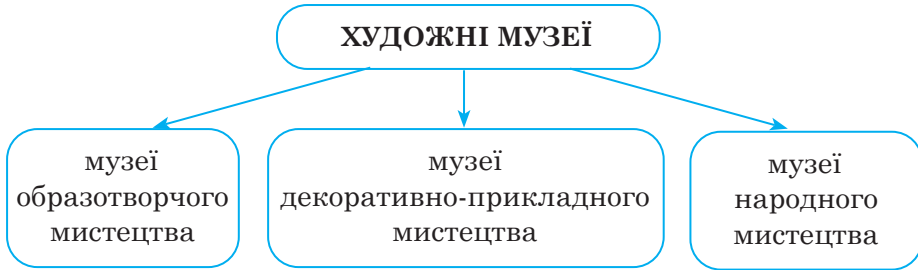 ХУДОЖНІ МУЗЕЇ
музеї
образотворчого
мистецтва
музеї
декоративно-прикладного
мистецтва
музеї
народного
мистецтва